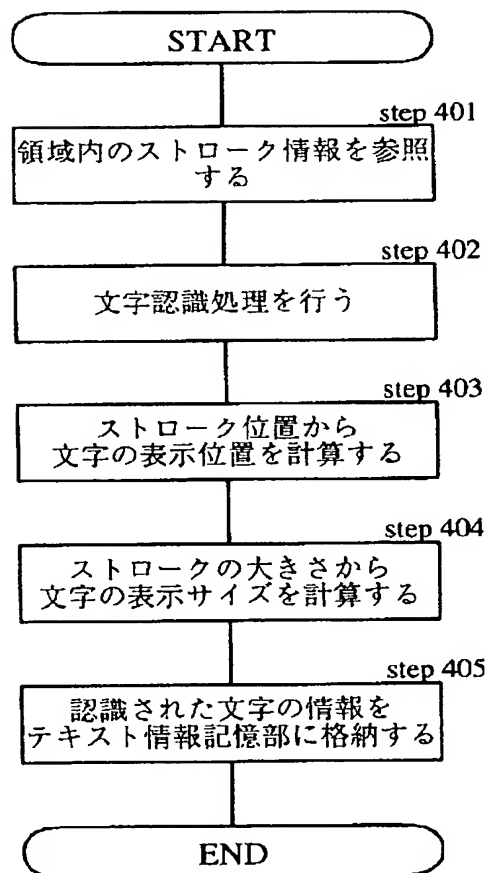 START
step 401
領域内のストローク情報を参照
する
step 402
文字認識処理を行う
step 403
ストローク位置から
文字の表示位置を計算する
step 404
ストロークの大きさから
文字の表示サイズを計算する
step 405
認識された文字の情報を
テキスト情報記憶部に格納する
END